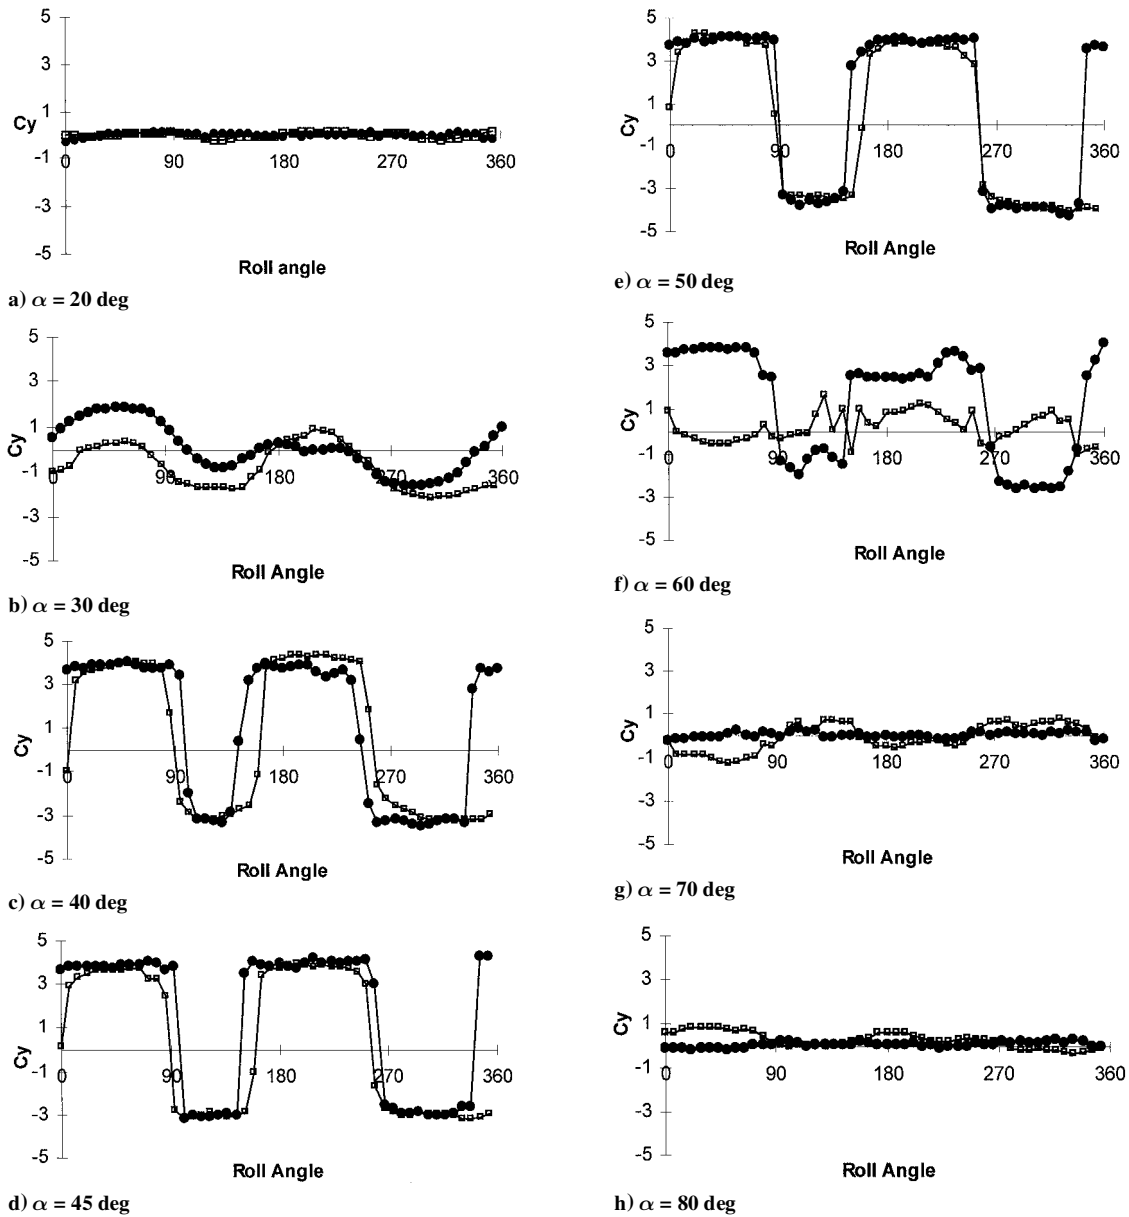 5
3
1
Cy
-1
-3
-5
0 90 180 270 360
Roll angle
a) α = 20 deg
5
3
1
Cy
-1
-3
-5
0 90 180 270 360
Roll Angle
b) α = 30 deg
5
3
1
Cy
-1
-3
-5
0 90 180 270 360
Roll Angle
c) α = 40 deg
5
3
1
Cy
-1
-3
-5
0 90 180 270 360
Roll Angle
d) α = 45 deg
5
3
1
Cy
-1
-3
-5
0 90 180 270 360
Roll Angle
e) α = 50 deg
5
3
1
Cy
-1
-3
-5
0 90 180 270 360
Roll Angle
f) α = 60 deg
5
3
1
Cy
-1
-3
-5
0 90 180 270 360
Roll Angle
g) α = 70 deg
5
3
1
Cy
-1
-3
-5
0 90 180 270 360
Roll Angle
h) α = 80 deg